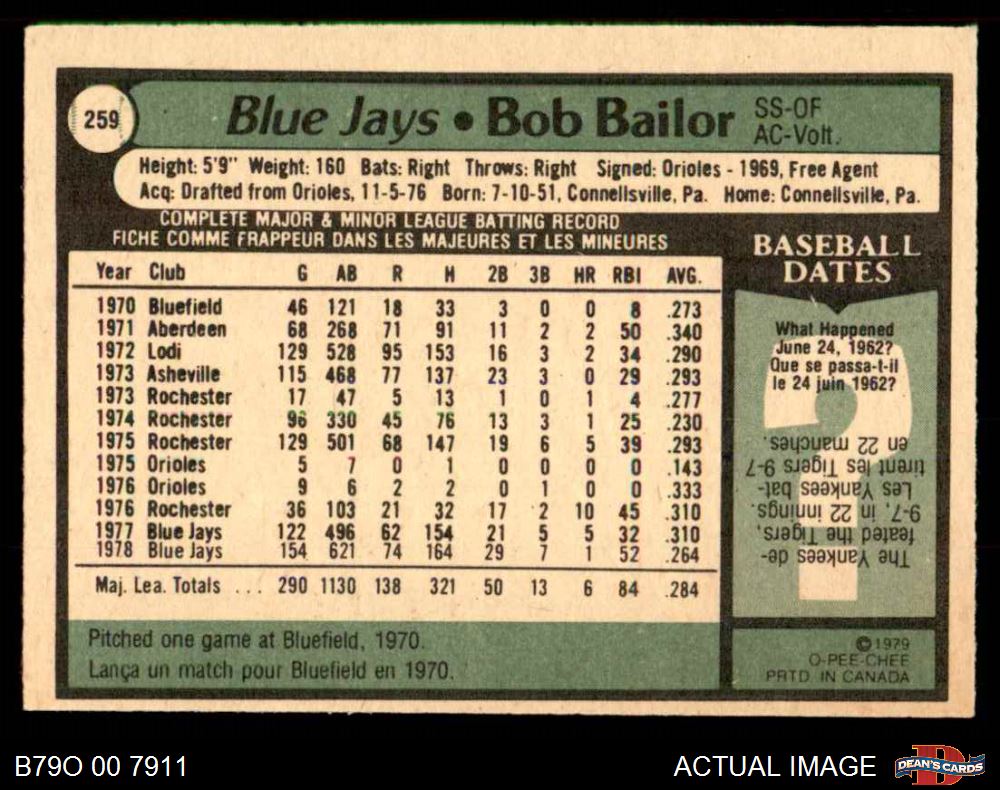 259
Blue Jays • Bob Bailor SS-OF
AC-Volt.
Height: 5'9" Weight: 160 Bats: Right Throws: Right Signed: Orioles - 1969, Free Agent
Acq: Drafted from Orioles, 11-5-76 Born: 7-10-51, Connellsville, Pa. Home: Connellsville, Pa.
COMPLETE MAJOR & MINOR LEAGUE BATTING RECORD
FICHE COMME FRAPPEUR DANS LES MAJEURES ET LES MINEURES
Year Club G AB R H 2B 3B HR RBI AVG.
1970 Bluefield 46 121 18 33 3 0 0 8 .273
1971 Aberdeen 68 268 71 91 11 2 2 50 .340
1972 Lodi 129 528 95 153 16 3 2 34 .290
1973 Asheville 115 468 77 137 23 3 0 29 .293
1973 Rochester 17 47 5 13 1 0 1 4 .277
1974 Rochester 96 330 45 76 13 3 1 25 .230
1975 Rochester 129 501 68 147 19 6 5 39 .293
1975 Orioles 5 7 0 1 0 0 0 0 .143
1976 Orioles 9 6 2 2 0 1 0 0 .333
1976 Rochester 36 103 21 32 17 2 10 45 .310
1977 Blue Jays 122 496 62 154 21 5 5 32 .310
1978 Blue Jays 154 621 74 164 29 7 1 52 .264
Maj. Lea. Totals ... 290 1130 138 321 50 13 6 84 .284
Pitched one game at Bluefield, 1970.
Lança un match pour Bluefield en 1970.
BASEBALL
DATES
What Happened
June 24, 1962?
Que se passa-t-il
le 24 juin 1962?
The Yankees de-
feated the Tigers,
9-7, in 22 innings.
Les Yankees bat-
tirent les Tigers 9-7
en 22 manches.
©1979
O-PEE-CHEE
PRTD. IN CANADA
B79O 00 7911
ACTUAL IMAGE
DEAN'S CARDS